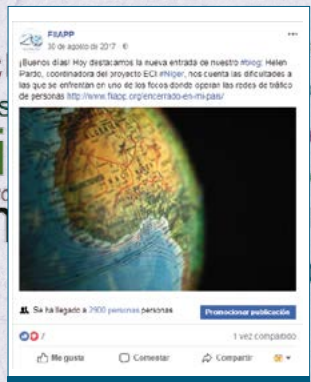 FIIAPP
30 de agosto de 2017
¡Buenos días! Hoy destacamos la nueva entrada de nuestro #blog: Helen
Pardo, coordinadora del proyecto ECI #Níger, nos cuenta las dificultades a
las que se enfrentan en uno de los focos donde operan las redes de tráfico
de personas http://www.fiiapp.org/encerrado-en-mi-pais/
Se ha llegado a 2900 personas personas
Promocionar publicación
7
1 vez compartido
Me gusta
Comentar
Compartir